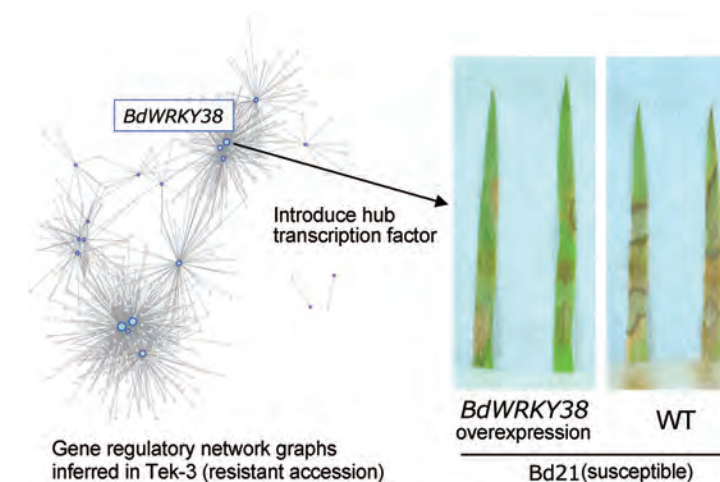 BdWRKY38
Introduce hub
transcription factor
BdWRKY38
overexpression
WT
Gene regulatory network graphs
inferred in Tek-3 (resistant accession)
Bd21(susceptible)